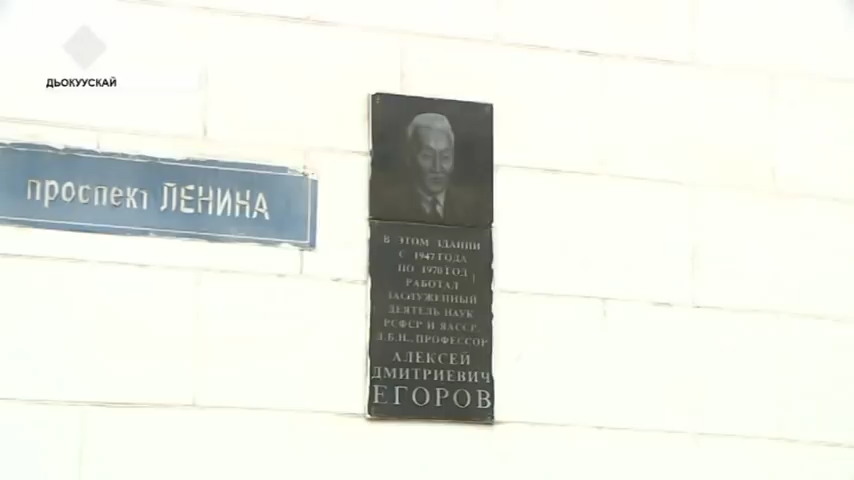 ДЬОКУУСКАЙ
проспект ЛЕНИНА
В ЭТОМ ЗДАНИИ
С 1947 ГОДА
ПО 1970 ГОД
РАБОТАЛ
ЗАСЛУЖЕННЫЙ
ДЕЯТЕЛЬ НАУК
РСФСР И ЯАССР,
Д.Б.Н., ПРОФЕССОР
АЛЕКСЕЙ
ДМИТРИЕВИЧ
ЕГОРОВ